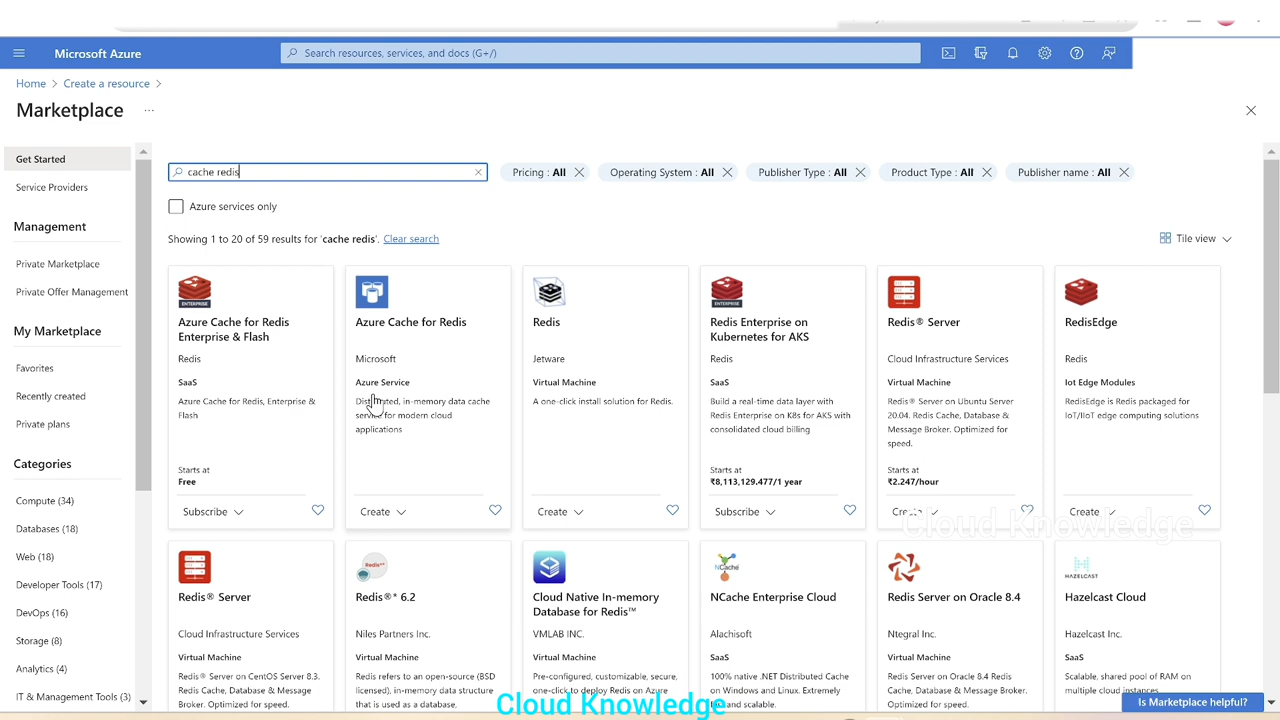 Microsoft Azure
Search resources, services, and docs (G+/)
Home > Create a resource >
Marketplace ...
Get Started
Service Providers
Management
Private Marketplace
Private Offer Management
My Marketplace
Favorites
Recently created
Private plans
Categories
Compute (34)
Databases (18)
Web (18)
Developer Tools (17)
DevOps (16)
Storage (8)
Analytics (4)
IT & Management Tools (3)
cache redis
Pricing : All
Operating System : All
Publisher Type : All
Product Type : All
Publisher name : All
Azure services only
Showing 1 to 20 of 59 results for 'cache redis'. Clear search
Tile view
ENTERPRISE
Azure Cache for Redis
Enterprise & Flash
Redis
SaaS
Azure Cache for Redis, Enterprise &
Flash
Starts at
Free
Subscribe
Azure Cache for Redis
Microsoft
Azure Service
Distributed, in-memory data cache
service for modern cloud
applications
Create
Redis
Jetware
Virtual Machine
A one-click install solution for Redis.
Create
ENTERPRISE
Redis Enterprise on
Kubernetes for AKS
Redis
SaaS
Build a real-time data layer with
Redis Enterprise on K8s for AKS with
consolidated cloud billing
Starts at
₹8,113,129.477/1 year
Subscribe
Redis® Server
Cloud Infrastructure Services
Virtual Machine
Redis® Server on Ubuntu Server
20.04. Redis Cache, Database &
Message Broker. Optimized for
speed.
Starts at
₹2.247/hour
Create
RedisEdge
Redis
Iot Edge Modules
RedisEdge is Redis packaged for
IoT/IIoT edge computing solutions
Create
Cloud Knowledge
Redis® Server
Cloud Infrastructure Services
Virtual Machine
Redis® Server on CentOS Server 8.3.
Redis Cache, Database & Message
Broker. Optimized for speed.
Redis®* 6.2
Niles Partners Inc.
Virtual Machine
Redis refers to an open-source (BSD
licensed), in-memory data structure
that is used as a database,
Cloud Native In-memory
Database for Redis™
VMLAB INC.
Virtual Machine
Pre-configured, customizable, secure,
one-click to deploy Redis on Azure
NCache
NCache Enterprise Cloud
Alachisoft
SaaS
100% native .NET Distributed Cache
on Windows and Linux. Extremely
fast and scalable.
Redis Server on Oracle 8.4
Ntegral Inc.
Virtual Machine
Redis Server on Oracle 8.4 Redis
Cache, Database & Message Broker.
Optimized for speed.
HAZELCAST
Hazelcast Cloud
Hazelcast Inc.
SaaS
Scalable, shared pool of RAM on
multiple cloud instances.
Is Marketplace helpful?
Cloud Knowledge